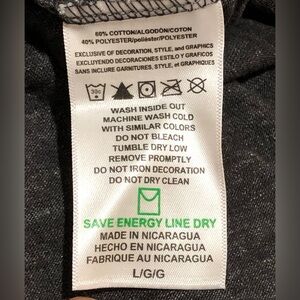 60% COTTON/ALGODÓN/COTON
40% POLYESTER/poliéster/POLYESTER
EXCLUSIVE OF DECORATION, STYLE, and GRAPHICS
EXCLUYENDO DECORACIONES ESTILO Y GRAFICOS
SANS INCLURE GARNITURES, STYLE, et GRAPHIQUES
30C
WASH INSIDE OUT
MACHINE WASH COLD
WITH SIMILAR COLORS
DO NOT BLEACH
TUMBLE DRY LOW
REMOVE PROMPTLY
DO NOT IRON DECORATION
DO NOT DRY CLEAN
SAVE ENERGY LINE DRY
MADE IN NICARAGUA
HECHO EN NICARAGUA
FABRIQUE AU NICARAGUA
L/G/G